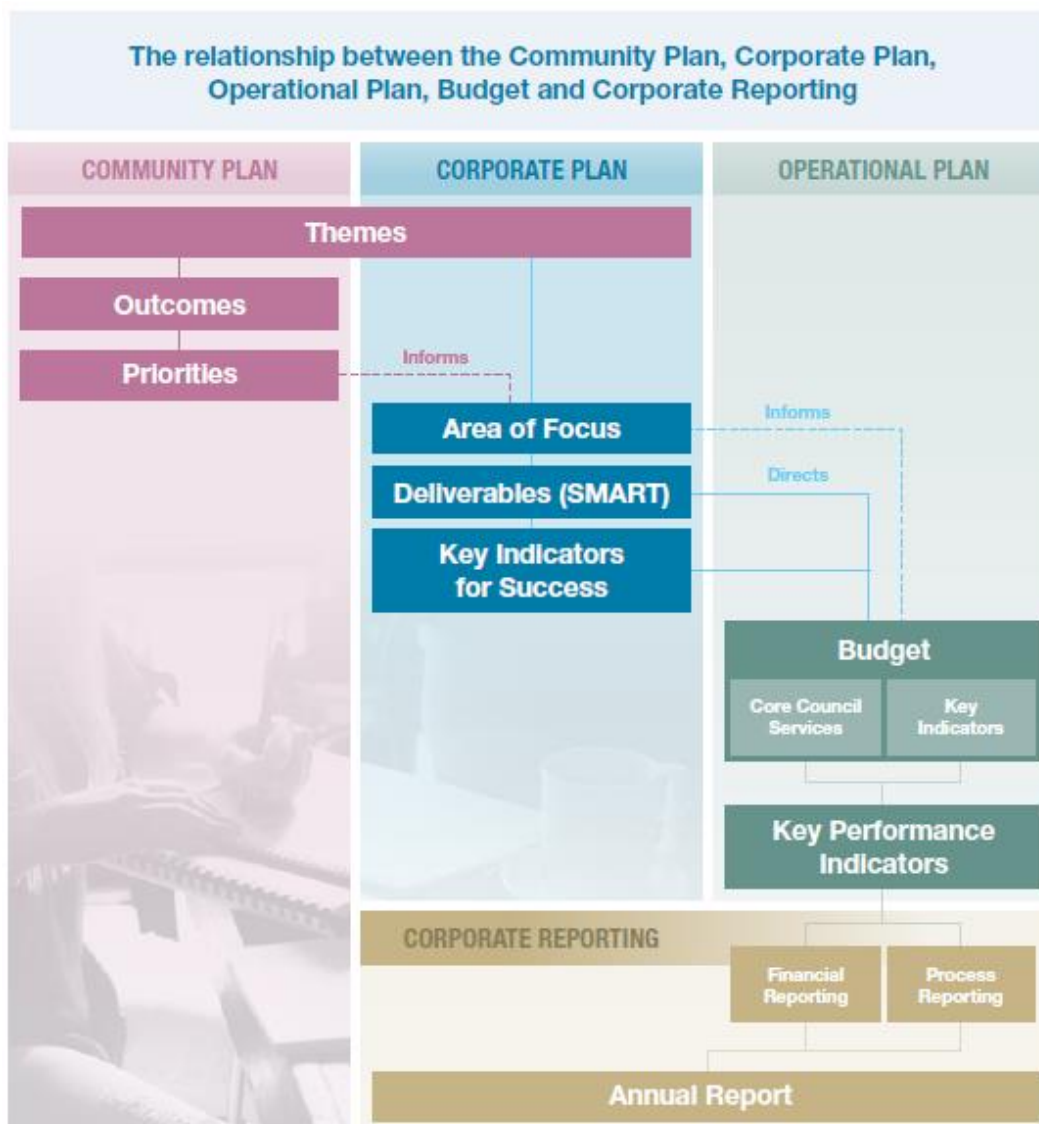 The relationship between the Community Plan, Corporate Plan,
Operational Plan, Budget and Corporate Reporting
COMMUNITY PLAN
CORPORATE PLAN
OPERATIONAL PLAN
Themes
Outcomes
Priorities
Informs
Area of Focus
Informs
Deliverables (SMART)
Directs
Key Indicators
for Success
Budget
Core Council
Services
Key
Indicators
Key Performance
Indicators
CORPORATE REPORTING
Financial
Reporting
Process
Reporting
Annual Report